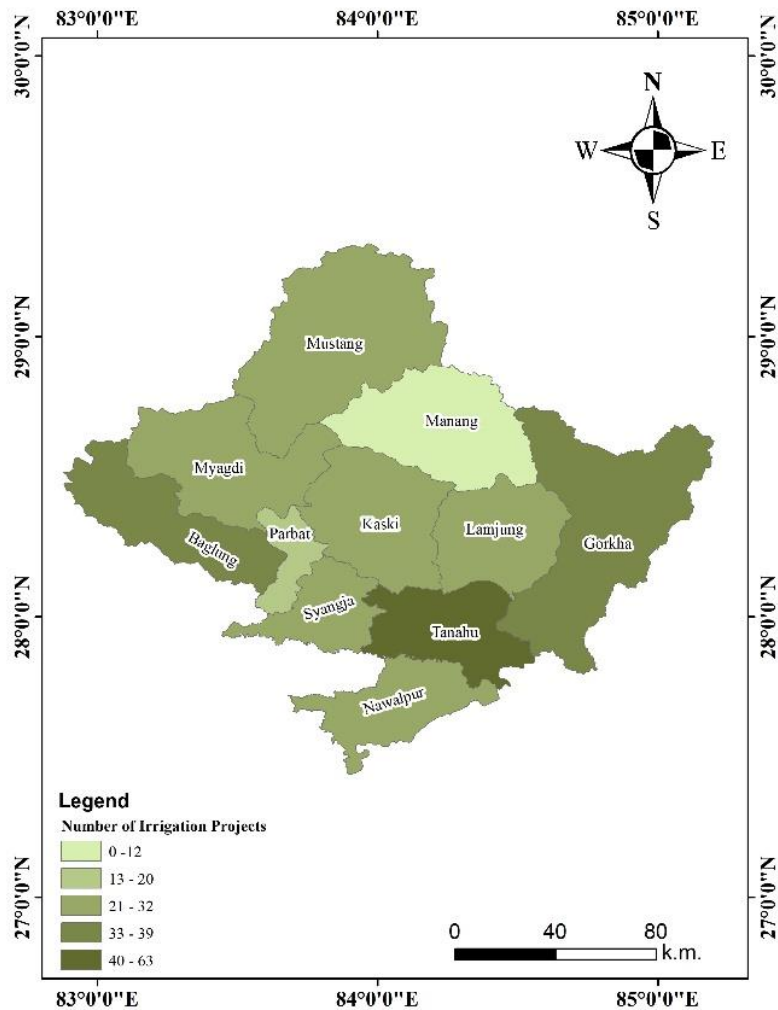 83°0'0"E 84°0'0"E 85°0'0"E
30°0'0"N
30°0'0"N
N
W E
S
29°0'0"N
29°0'0"N
Mustang
Manang
Myagdi
Kaski
Parbat
Lamjung
Gorkha
Baglung
Syangja
Tanahu
28°0'0"N
28°0'0"N
Nawalpur
Legend
Number of Irrigation Projects
0 -12
13 - 20
21 - 32
33 - 39
40 - 63
27°0'0"N
27°0'0"N
0 40 80
k.m.
83°0'0"E 84°0'0"E 85°0'0"E